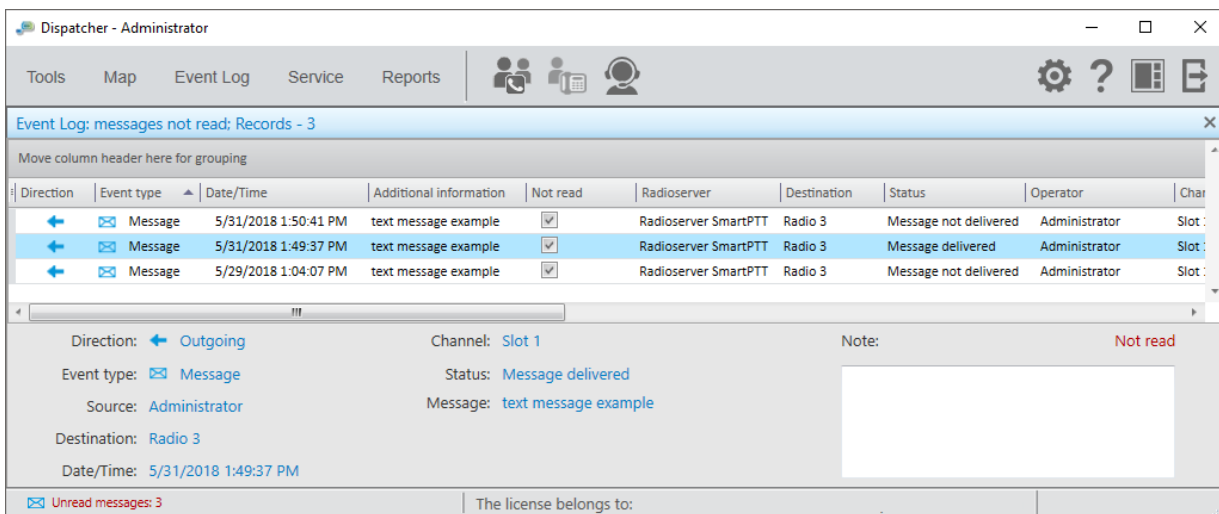 Dispatcher - Administrator
Tools Map Event Log Service Reports
Event Log: messages not read; Records - 3
Move column header here for grouping
Direction Event type Date/Time Additional information Not read Radioserver Destination Status Operator Char
Message 5/31/2018 1:50:41 PM text message example Radioserver SmartPTT Radio 3 Message not delivered Administrator Slot
Message 5/31/2018 1:49:37 PM text message example Radioserver SmartPTT Radio 3 Message delivered Administrator Slot
Message 5/29/2018 1:04:07 PM text message example Radioserver SmartPTT Radio 3 Message not delivered Administrator Slot
Direction: Outgoing Channel: Slot 1 Note: Not read
Event type: Message Status: Message delivered
Source: Administrator Message: text message example
Destination: Radio 3
Date/Time: 5/31/2018 1:49:37 PM
Unread messages: 3 The license belongs to: